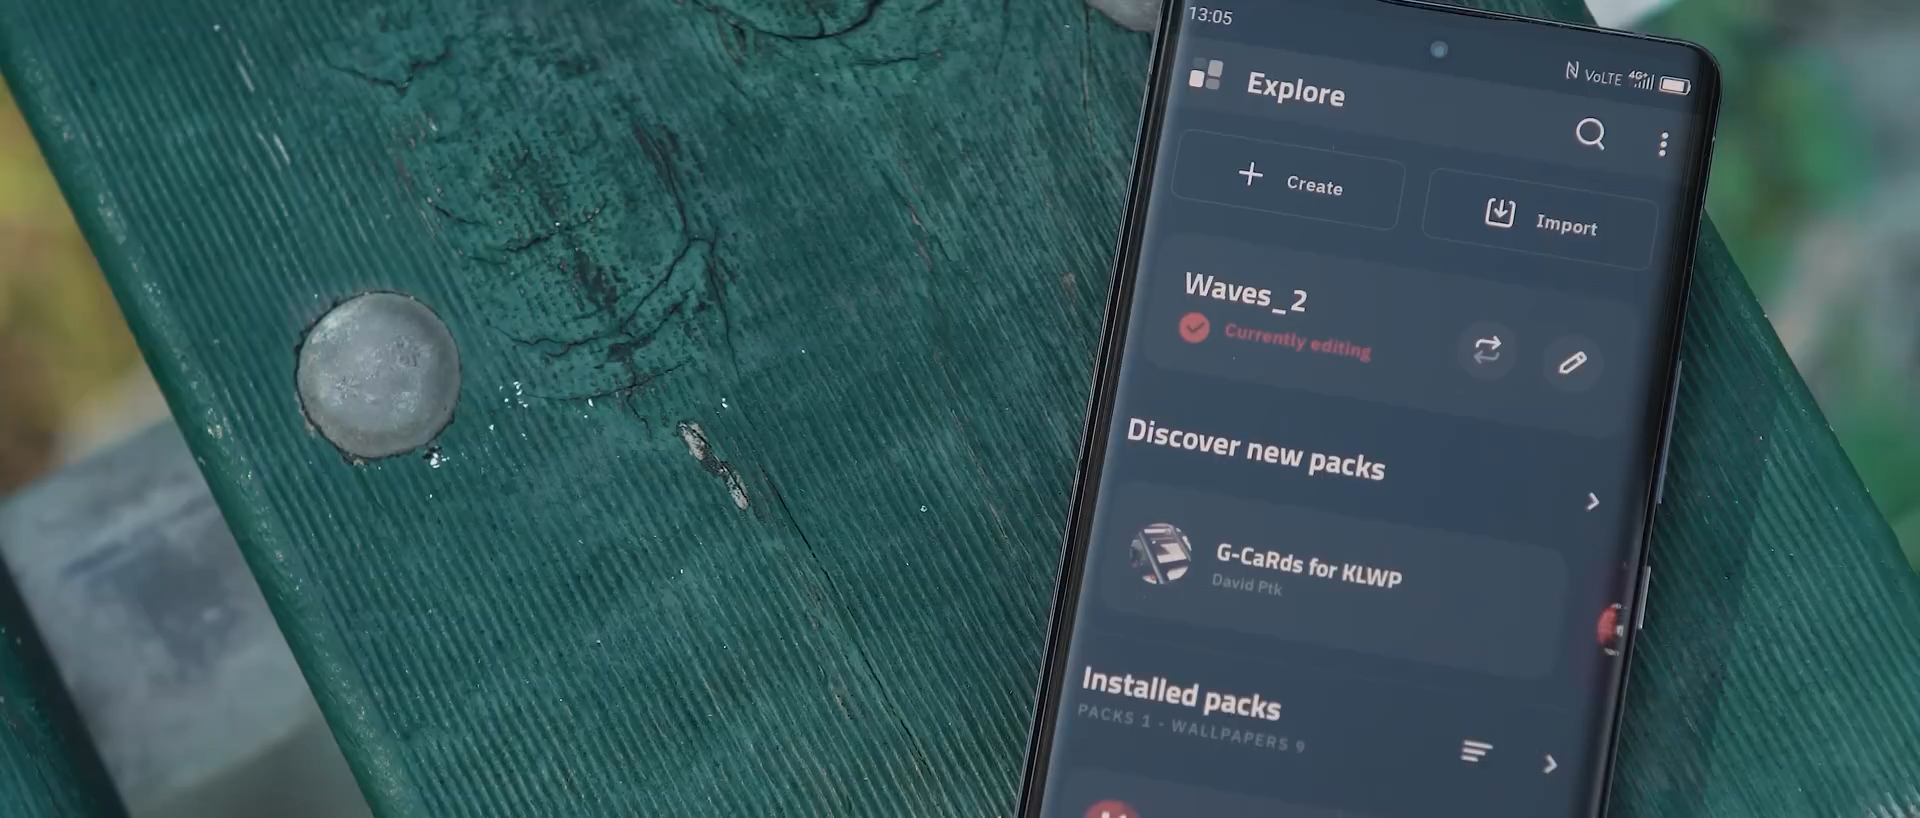 13:05
VoLTE 4G+
Explore
Create
Import
Waves_2
Currently editing
Discover new packs
G-CaRds for KLWP
David Ptk
Installed packs
PACKS 1 - WALLPAPERS 9